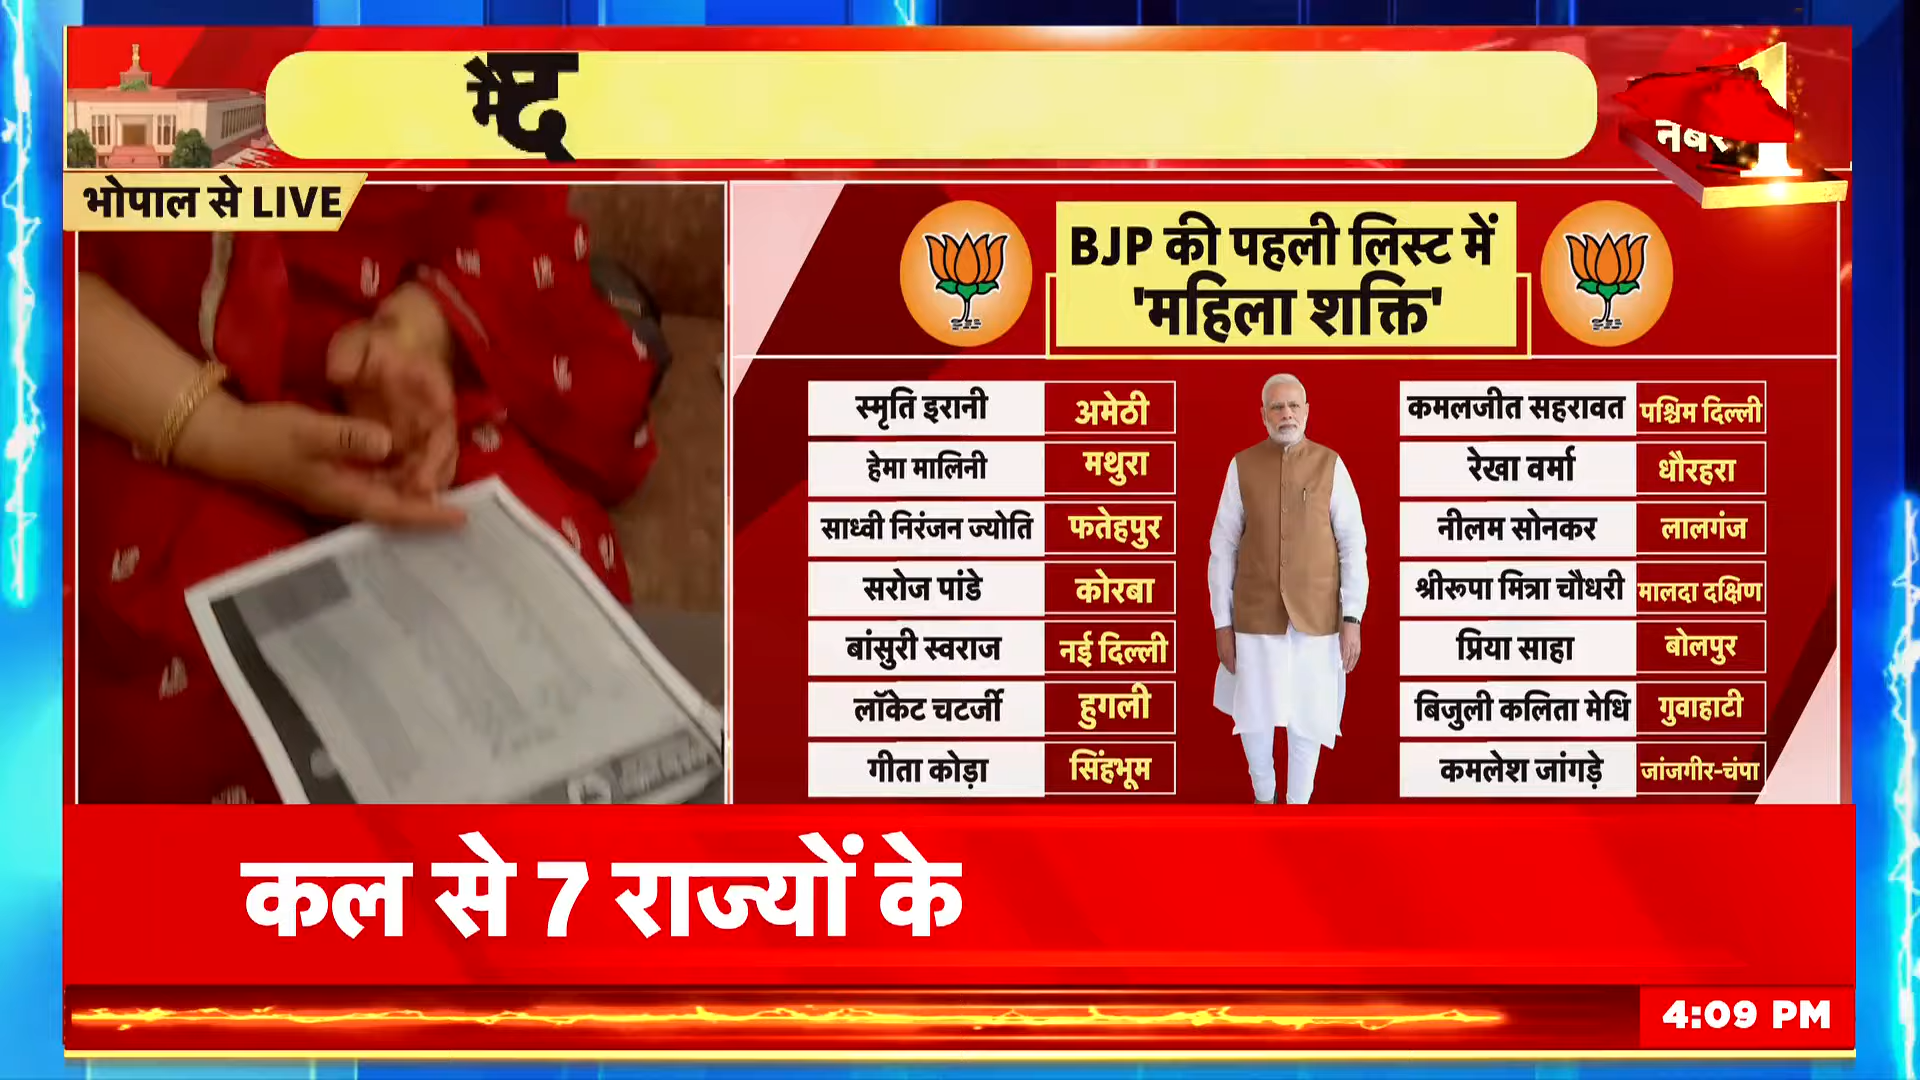 भोपाल से LIVE
BJP की पहली लिस्ट में
'महिला शक्ति'
स्मृति इरानी अमेठी
हेमा मालिनी मथुरा
साध्वी निरंजन ज्योति फतेहपुर
सरोज पांडे कोरबा
बांसुरी स्वराज नई दिल्ली
लॉकेट चटर्जी हुगली
गीता कोड़ा सिंहभूम
कमलजीत सहरावत पश्चिम दिल्ली
रेखा वर्मा धौरहरा
नीलम सोनकर लालगंज
श्रीरूपा मित्रा चौधरी मालदा दक्षिण
प्रिया साहा बोलपुर
बिजुली कलिता मेधि गुवाहाटी
कमलेश जांगड़े जांजगीर-चंपा
कल से 7 राज्यों के
4:09 PM